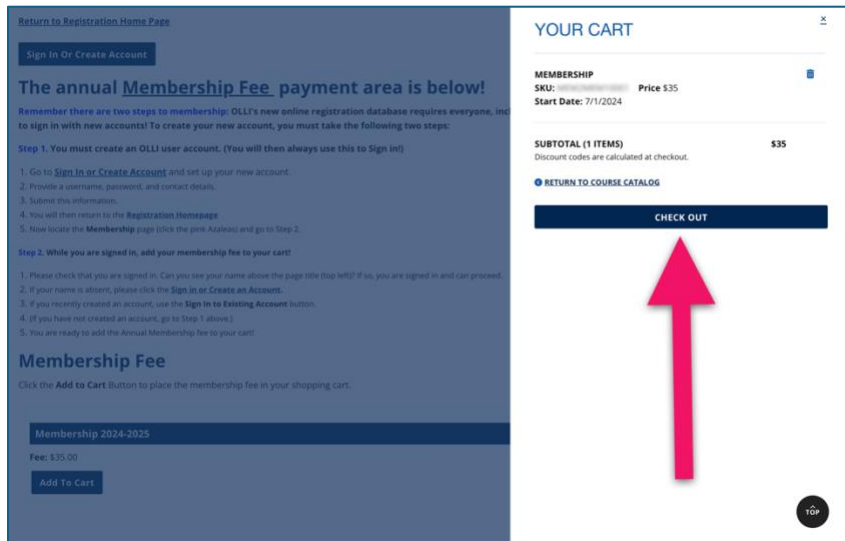 Return to Registration Home Page
Sign In Or Create Account
The annual Membership Fee payment area is below!
Remember there are two steps to membership: OLLI's new online registration database requires everyone, inc
to sign in with new accounts! To create your new account, you must take the following two steps:
Step 1. You must create an OLLI user account. (You will then always use this to Sign in!)
1. Go to Sign In or Create Account and set up your new account.
2. Provide a username, password, and contact details.
3. Submit this information.
4. You will then return to the Registration Homepage
5. Now locate the Membership page (click the pink Azaleas) and go to Step 2.
Step 2. While you are signed in, add your membership fee to your cart!
1. Please check that you are signed in. Can you see your name above the page title (top left)? If so, you are signed in and can proceed.
2. If your name is absent, please click the Sign in or Create an Account.
3. If you recently created an account, use the Sign In to Existing Account button.
4. (If you have not created an account, go to Step 1 above.)
5. You are ready to add the Annual Membership fee to your cart!
Membership Fee
Click the Add to Cart Button to place the membership fee in your shopping cart.
Membership 2024-2025
Fee: $35.00
Add To Cart
YOUR CART
x
MEMBERSHIP
SKU: Price $35
Start Date: 7/1/2024
SUBTOTAL (1 ITEMS) $35
Discount codes are calculated at checkout.
RETURN TO COURSE CATALOG
CHECK OUT
TOP